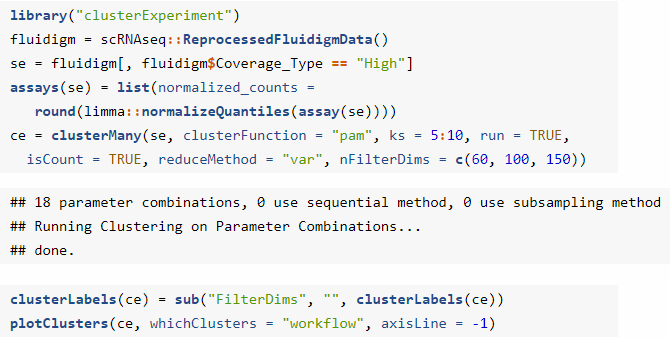 library("clusterExperiment")
fluidigm = scRNAseq::ReprocessedFluidigmData()
se = fluidigm[, fluidigm$Coverage_Type == "High"]
assays(se) = list(normalized_counts =
   round(limma::normalizeQuantiles(assay(se))))
ce = clusterMany(se, clusterFunction = "pam", ks = 5:10, run = TRUE,
  isCount = TRUE, reduceMethod = "var", nFilterDims = c(60, 100, 150))
## 18 parameter combinations, 0 use sequential method, 0 use subsampling method
## Running Clustering on Parameter Combinations...
## done.
clusterLabels(ce) = sub("FilterDims", "", clusterLabels(ce))
plotClusters(ce, whichClusters = "workflow", axisLine = -1)